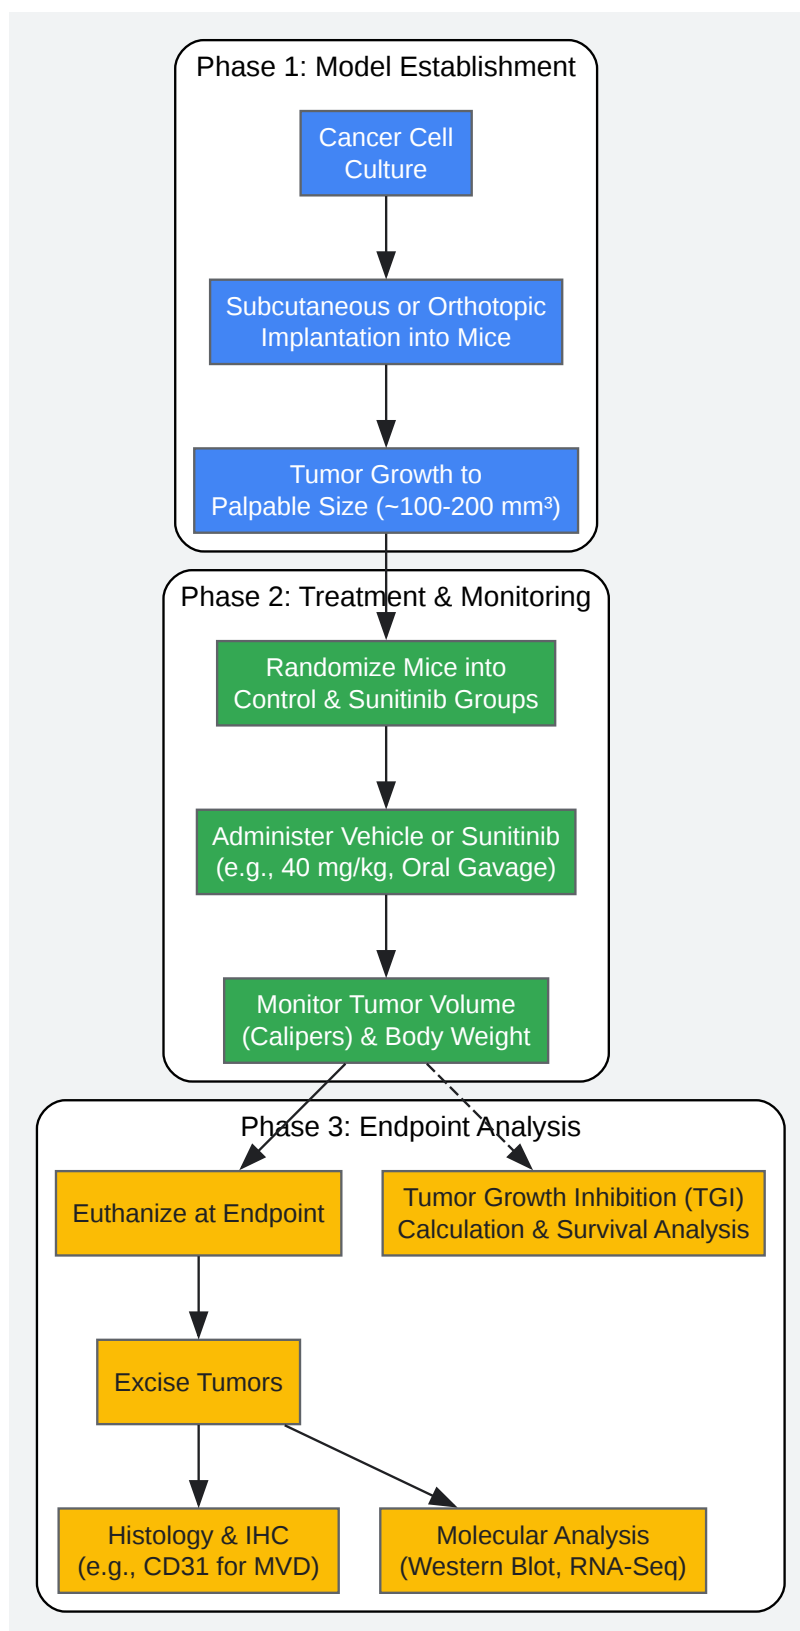 Phase 1: Model Establishment
Cancer Cell
Culture
Subcutaneous or Orthotopic
Implantation into Mice
Tumor Growth to
Palpable Size (~100-200 mm³)
Phase 2: Treatment & Monitoring
Randomize Mice into
Control & Sunitinib Groups
Administer Vehicle or Sunitinib
(e.g., 40 mg/kg, Oral Gavage)
Monitor Tumor Volume
(Calipers) & Body Weight
Phase 3: Endpoint Analysis
Euthanize at Endpoint
Tumor Growth Inhibition (TGI)
Calculation & Survival Analysis
Excise Tumors
Histology & IHC
(e.g., CD31 for MVD)
Molecular Analysis
(Western Blot, RNA-Seq)